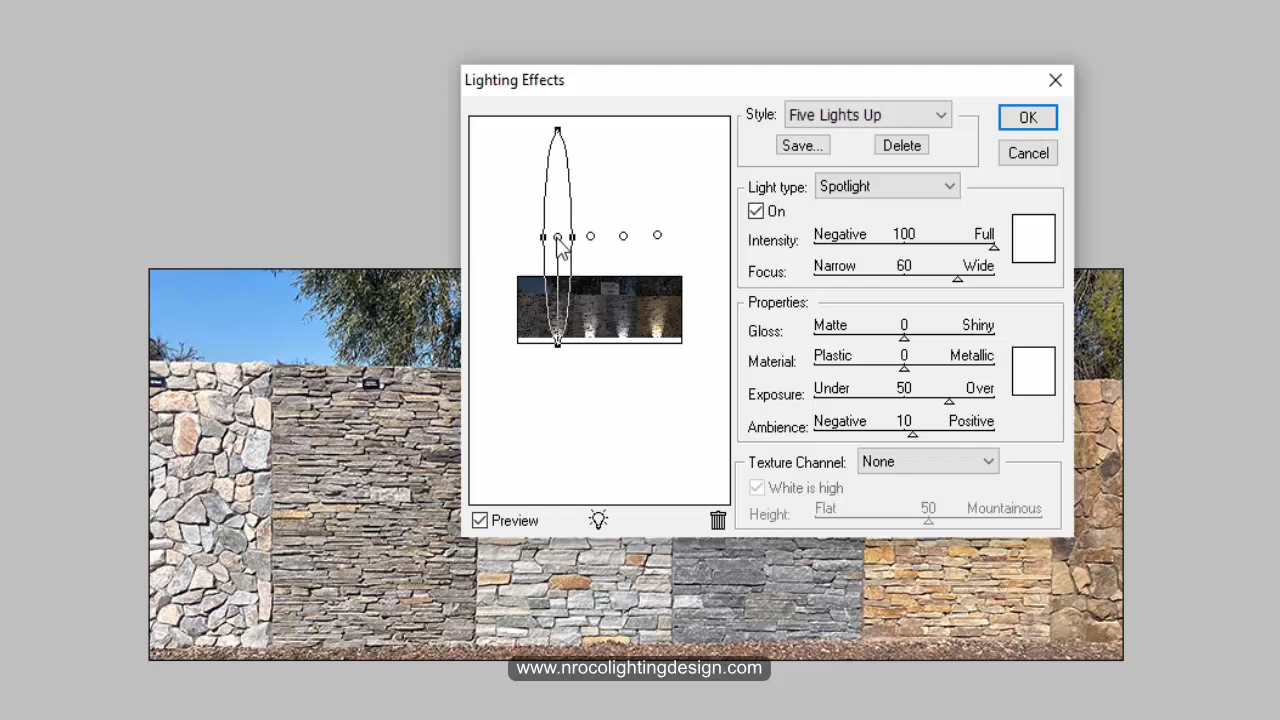 Lighting Effects
Style: Five Lights Up
OK
Save...
Delete
Cancel
Light type: Spotlight
On
Intensity: Negative 100 Full
Focus: Narrow 60 Wide
Properties:
Gloss: Matte 0 Shiny
Material: Plastic 0 Metallic
Exposure: Under 50 Over
Ambience: Negative 10 Positive
Texture Channel: None
White is high
Height: Flat 50 Mountainous
Preview
www.nrocolightingdesign.com